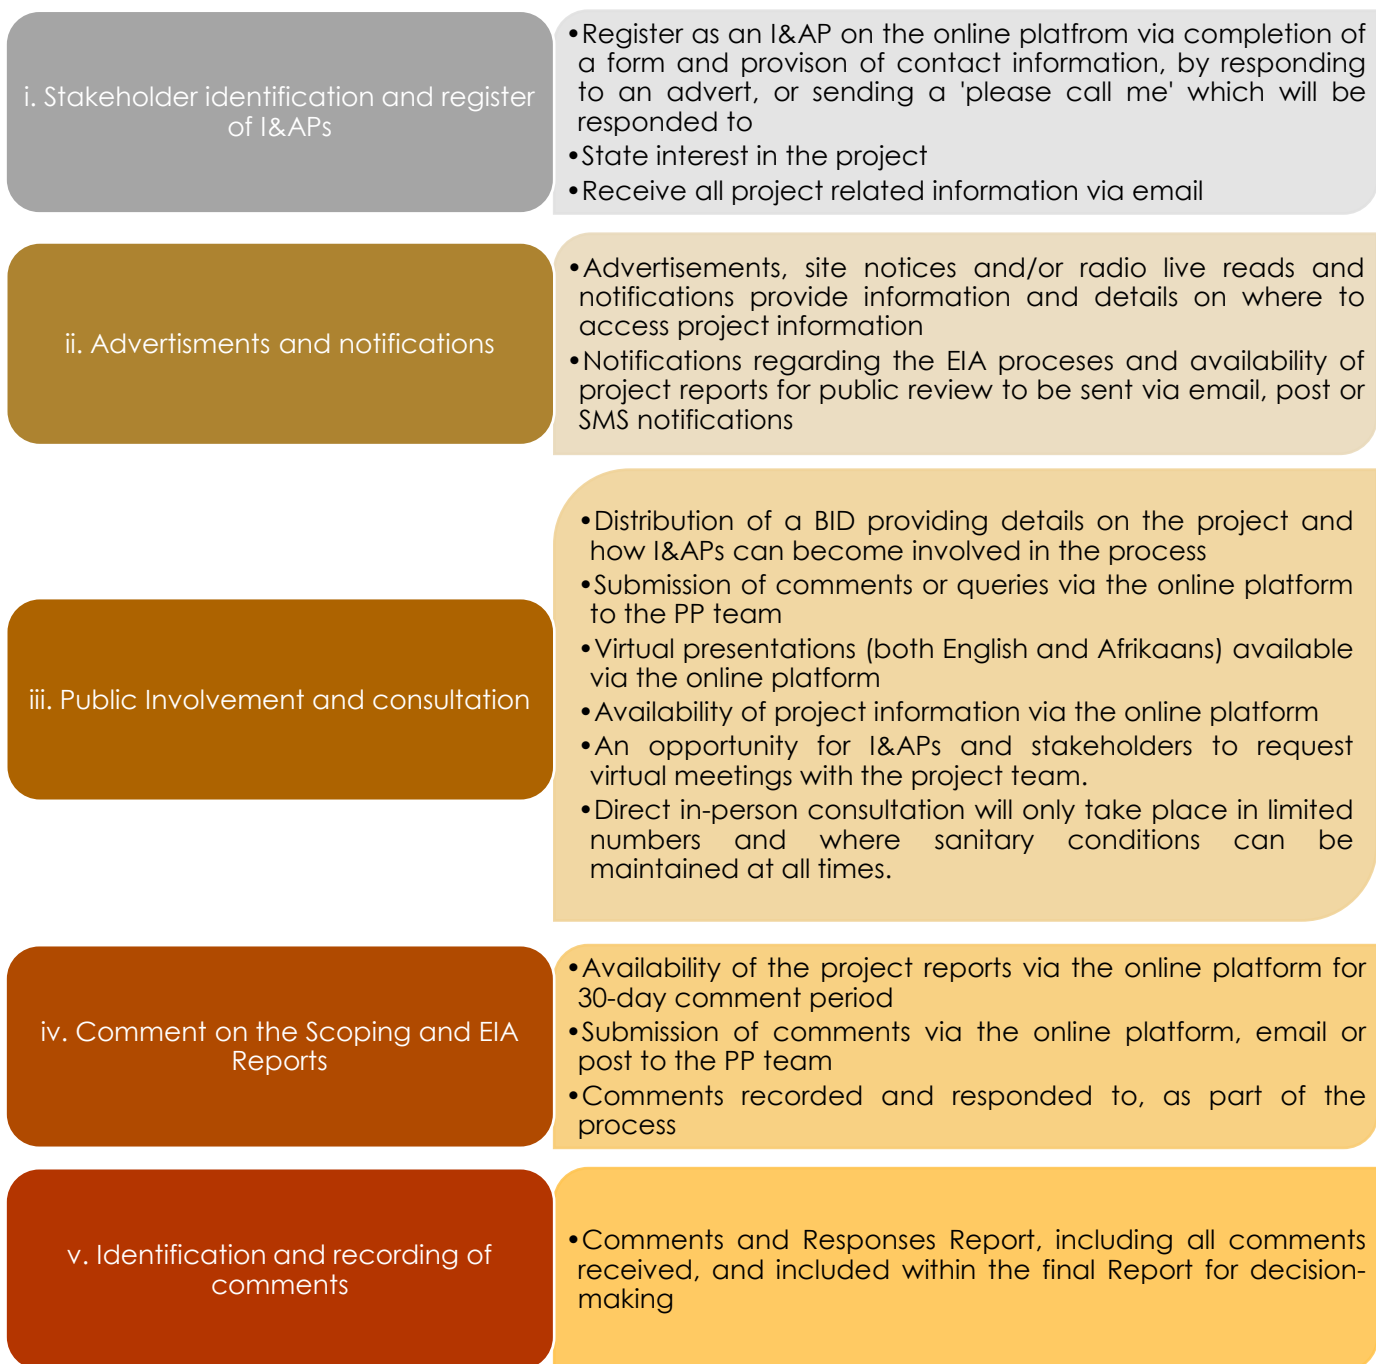 i. Stakeholder identification and register
of I&APs
•Register as an I&AP on the online platfrom via completion of
a form and provison of contact information, by responding
to an advert, or sending a 'please call me' which will be
responded to
•State interest in the project
•Receive all project related information via email
ii. Advertisments and notifications
•Advertisements, site notices and/or radio live reads and
notifications provide information and details on where to
access project information
•Notifications regarding the EIA proceses and availability of
project reports for public review to be sent via email, post or
SMS notifications
iii. Public Involvement and consultation
•Distribution of a BID providing details on the project and
how I&APs can become involved in the process
•Submission of comments or queries via the online platform
to the PP team
•Virtual presentations (both English and Afrikaans) available
via the online platform
•Availability of project information via the online platform
•An opportunity for I&APs and stakeholders to request
virtual meetings with the project team.
•Direct in-person consultation will only take place in limited
numbers and where sanitary conditions can be
maintained at all times.
iv. Comment on the Scoping and EIA
Reports
•Availability of the project reports via the online platform for
30-day comment period
•Submission of comments via the online platform, email or
post to the PP team
•Comments recorded and responded to, as part of the
process
v. Identification and recording of
comments
•Comments and Responses Report, including all comments
received, and included within the final Report for decision-
making